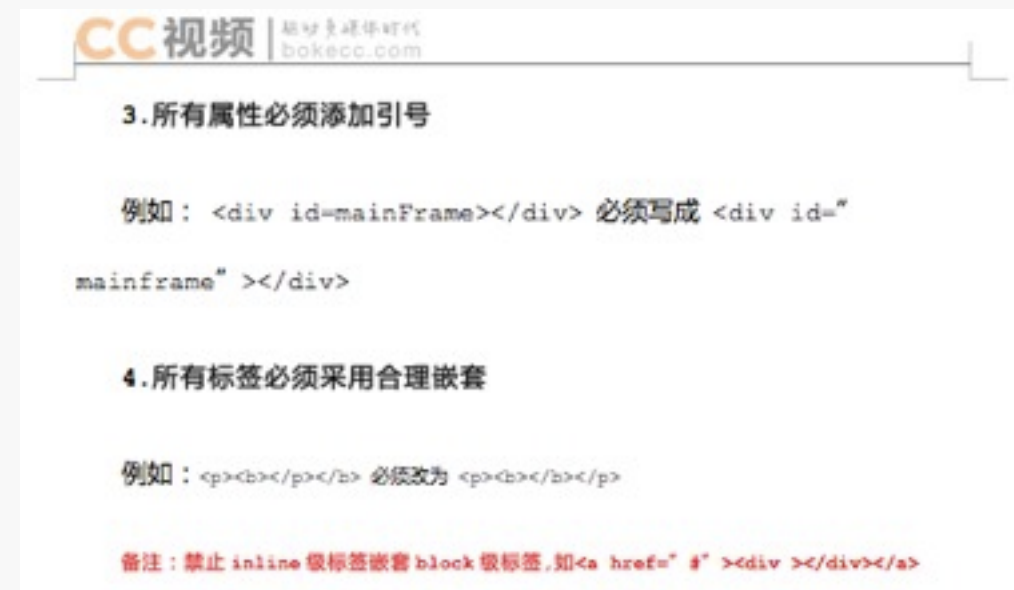 CC视频
bokecc.com
3.所有属性必须添加引号
例如： <div id=mainFrame></div> 必须写成 <div id=”
mainframe” ></div>
4.所有标签必须采用合理嵌套
例如：<p><b></p></b> 必须改为 <p><b></b></p>
备注：禁止 inline 级标签嵌套 block 级标签,如<a href=” #” ><div ></div></a>